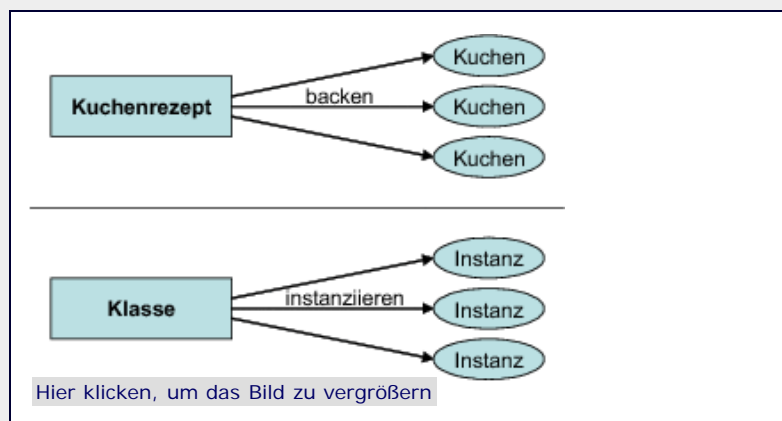 Kuchen
Kuchenrezept
backen
Kuchen
Kuchen
Instanz
Klasse
instanziieren
Instanz
Instanz
Hier klicken, um das Bild zu vergrößern